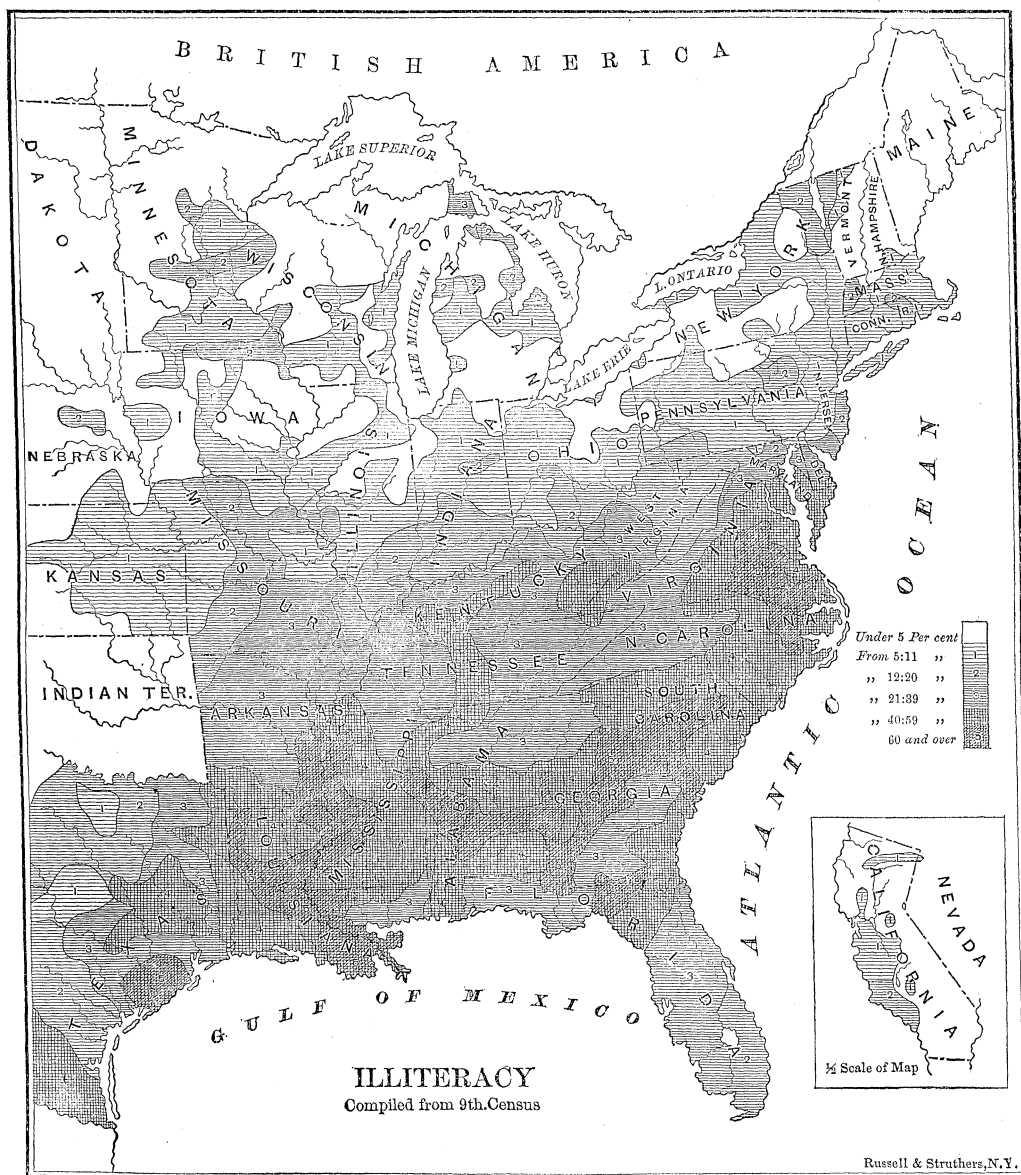 BRITISH AMERICA
DAKOTA
MINNESOTA
LAKE SUPERIOR
MICHIGAN
WISCONSIN
LAKE MICHIGAN
LAKE HURON
L. ONTARIO
LAKE ERIE
NEW YORK
VERMONT
N. HAMPSHIRE
MAINE
MASS.
CONN. R.I.
NEBRASKA
IOWA
ILLINOIS
INDIANA
OHIO
PENNSYLVANIA
N. JERSEY
DEL.
KANSAS
MISSOURI
KENTUCKY
WEST
VIRGINIA
VIRGINIA
INDIAN TER.
ARKANSAS
TENNESSEE
N. CAROLINA
SOUTH
CAROLINA
TEXAS
LOUISIANA
MISSISSIPPI
ALABAMA
GEORGIA
FLORIDA
ATLANTIC OCEAN
GULF OF MEXICO
Under 5 Per cent
From 5:11 „ 1
„ 12:20 „ 2
„ 21:39 „ 3
„ 40:59 „
60 and over 5
CALIFORNIA
NEVADA
½ Scale of Map
ILLITERACY
Compiled from 9th. Census
Russell & Struthers, N.Y.